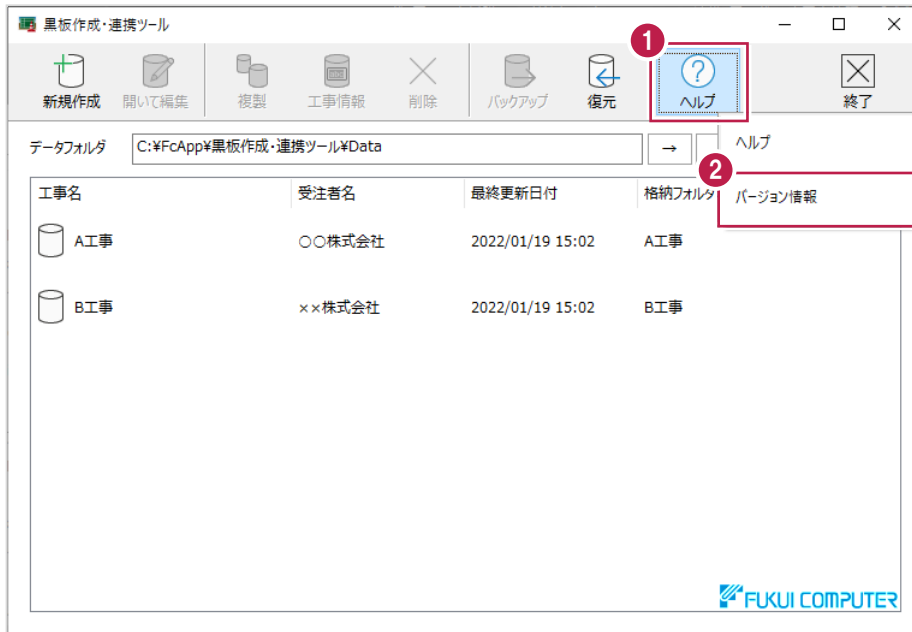 黒板作成・連携ツール
1
新規作成 開いて編集 複製 工事情報 削除 バックアップ 復元 ヘルプ 終了
データフォルダ C:¥FcApp¥黒板作成・連携ツール¥Data →
ヘルプ
2
バージョン情報
工事名 受注者名 最終更新日付 格納フォルダ
A工事 〇〇株式会社 2022/01/19 15:02 A工事
B工事 ××株式会社 2022/01/19 15:02 B工事
FUKUI COMPUTER